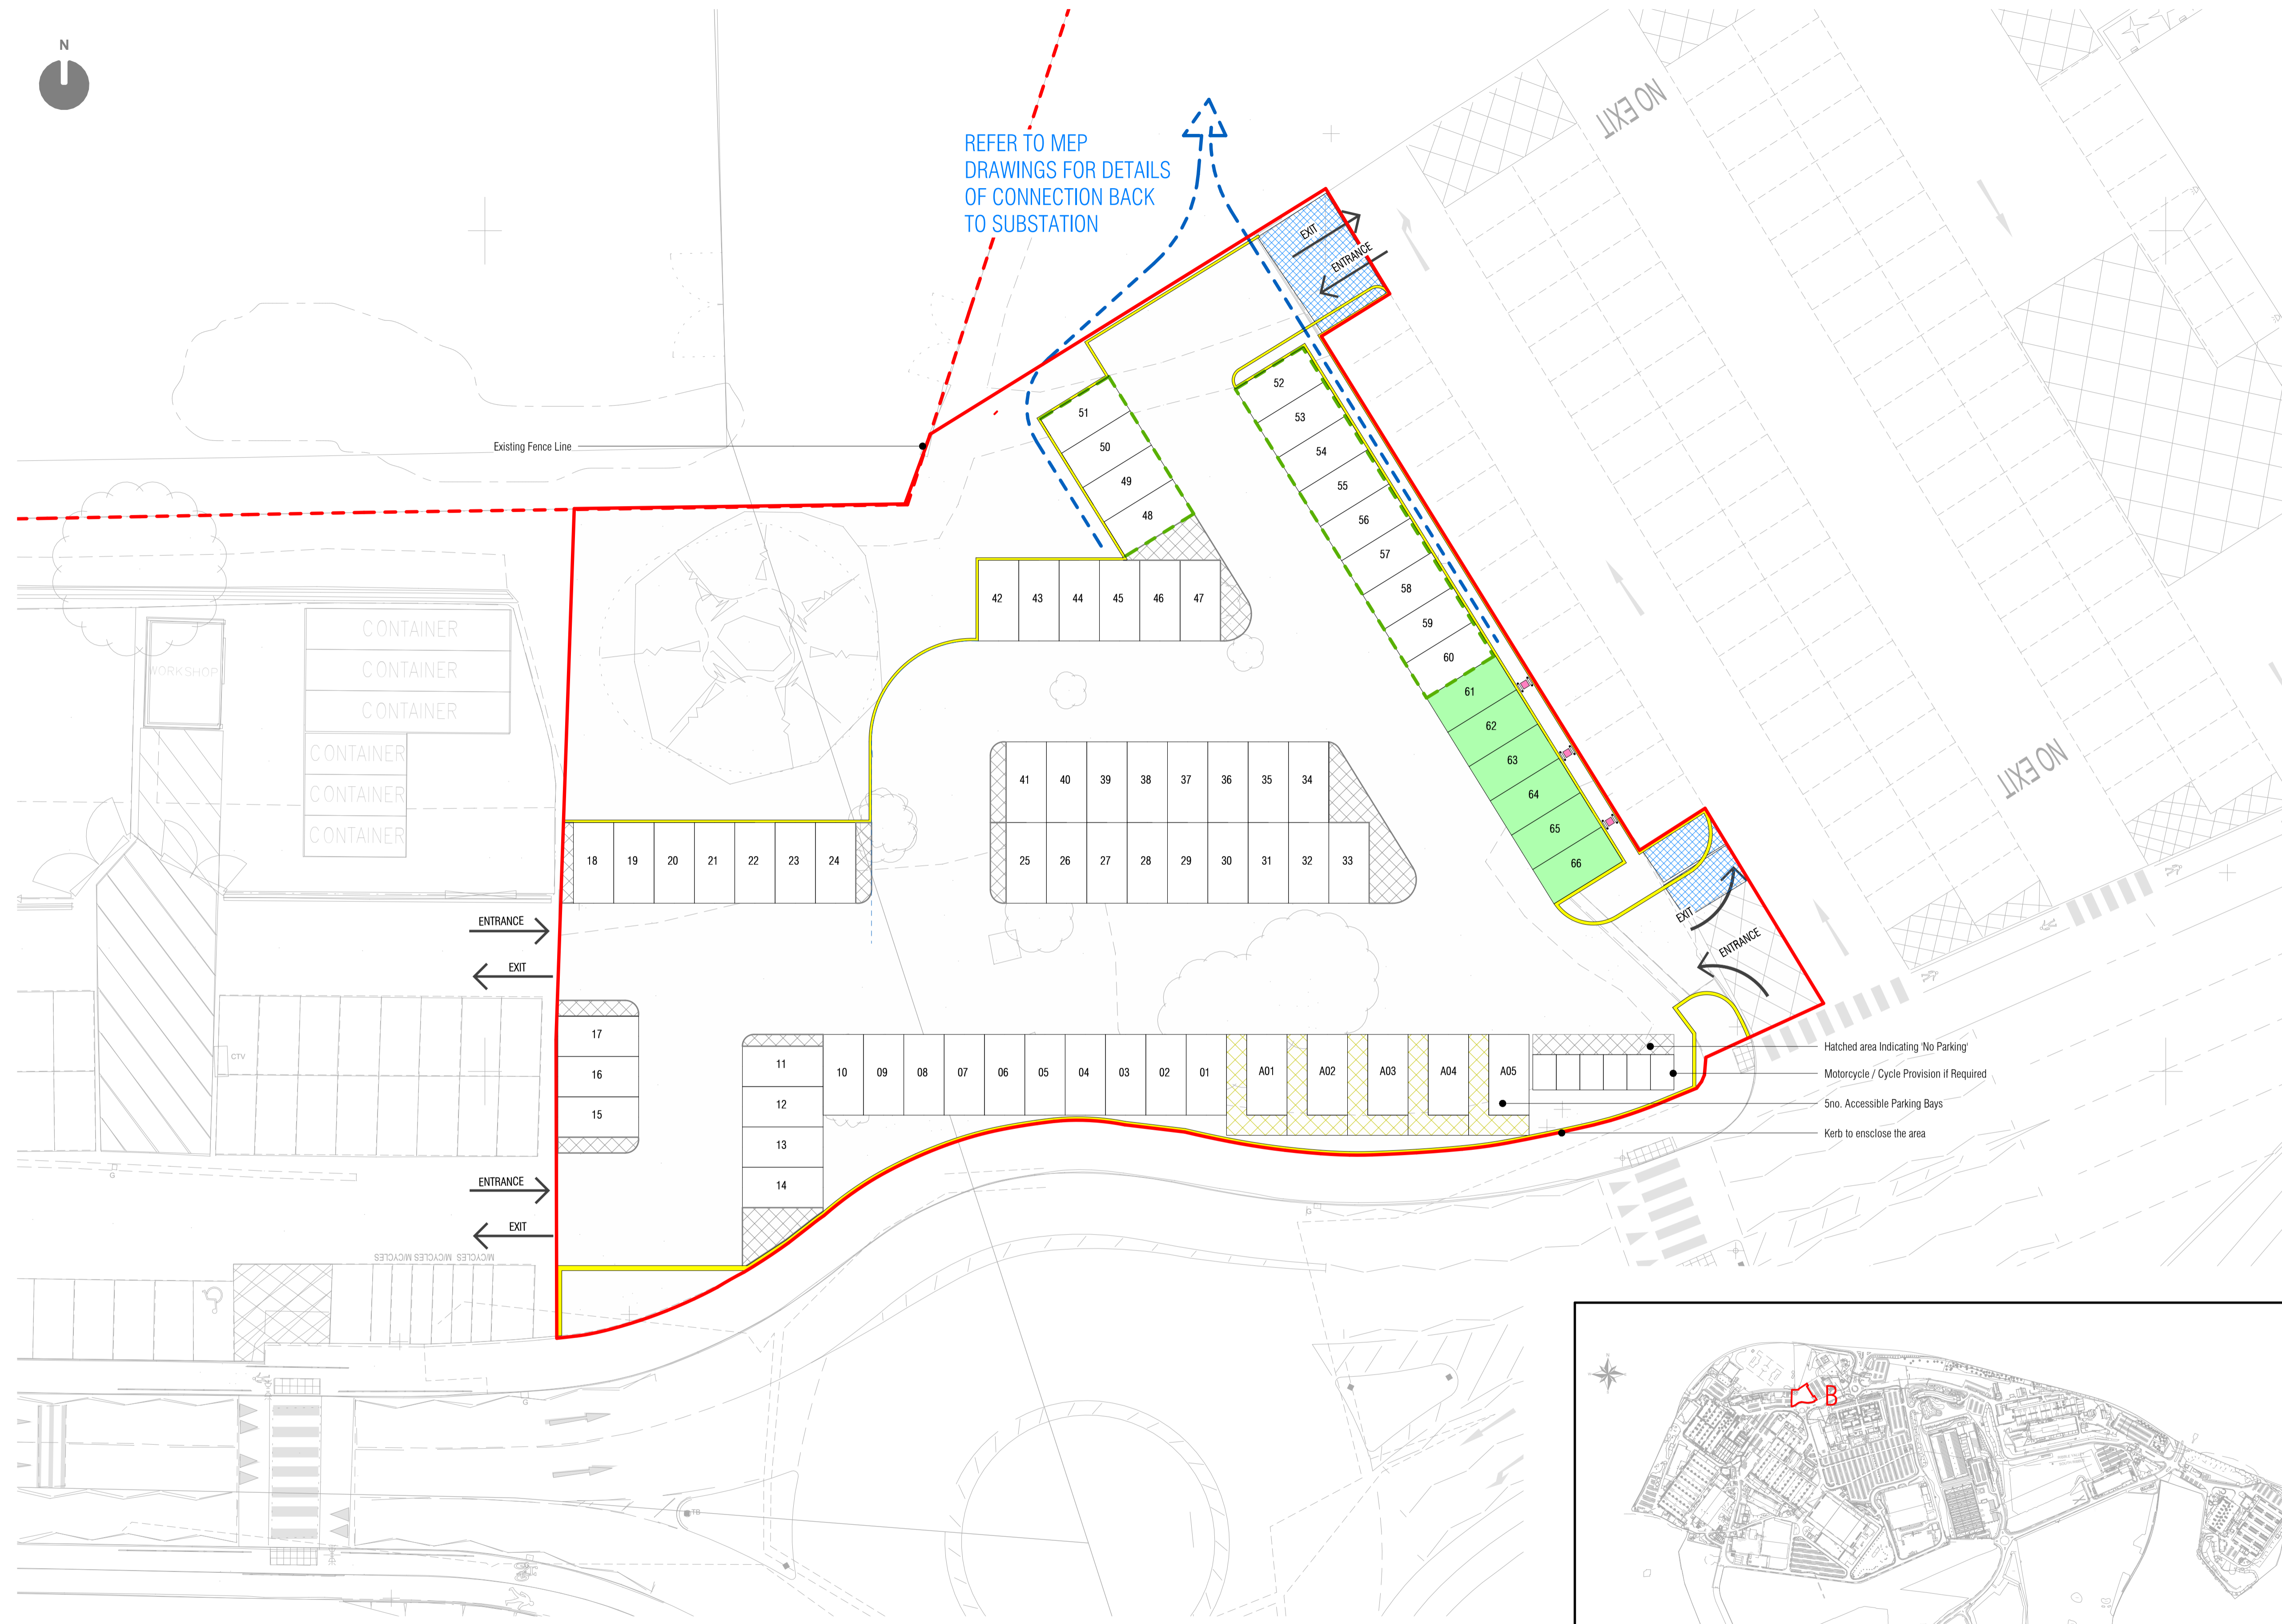 N
NO EXIT
REFER TO MEP
DRAWINGS FOR DETAILS
OF CONNECTION BACK
TO SUBSTATION
EXIT
ENTRANCE
Existing Fence Line
52
53
54
55
56
57
58
59
60
61
62
63
64
65
66
51
50
49
48
42 43 44 45 46 47
CONTAINER
CONTAINER
CONTAINER
CONTAINER
CONTAINER
CONTAINER
WORKSHOP
NO EXIT
41 40 39 38 37 36 35 34
18 19 20 21 22 23 24
25 26 27 28 29 30 31 32 33
ENTRANCE
EXIT
EXIT
ENTRANCE
17
16
15
11
12
13
14
10 09 08 07 06 05 04 03 02 01 A01 A02 A03 A04 A05
CTV
Hatched area Indicating 'No Parking'
Motorcycle / Cycle Provision if Required
5no. Accessible Parking Bays
Kerb to ensclose the area
G
ENTRANCE
EXIT
M/CYCLES M/CYCLES M/CYCLES
G
G
G
TB
B